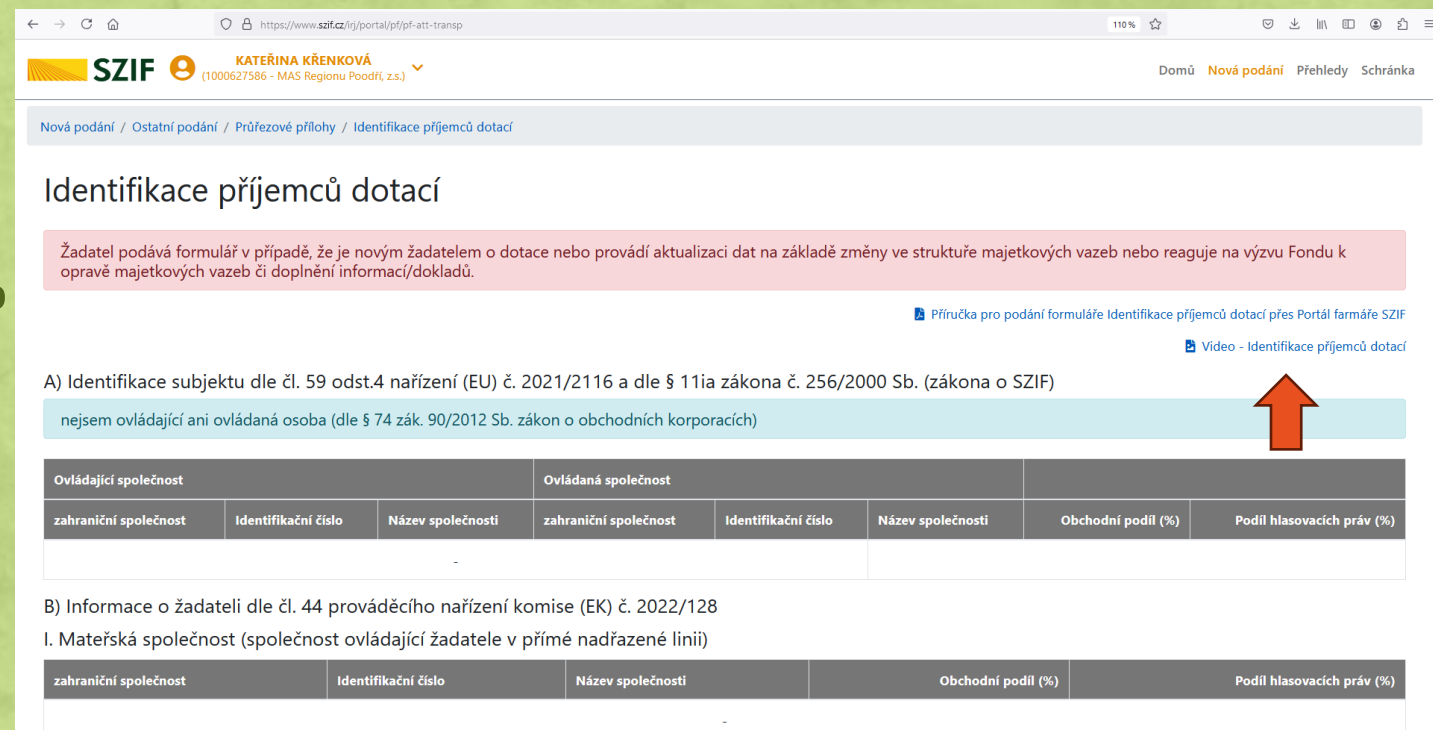 https://www.szif.cz/irj/portal/pf/pf-att-transp
110 %
SZIF
KATEŘINA KŘENKOVÁ
(1000627586 - MAS Regionu Poodří, z.s.)
Domů Nová podání Přehledy Schránka
Nová podání / Ostatní podání / Průřezové přílohy / Identifikace příjemců dotací
Identifikace příjemců dotací
Žadatel podává formulář v případě, že je novým žadatelem o dotace nebo provádí aktualizaci dat na základě změny ve struktuře majetkových vazeb nebo reaguje na výzvu Fondu k
opravě majetkových vazeb či doplnění informací/dokladů.
Příručka pro podání formuláře Identifikace příjemců dotací přes Portál farmáře SZIF
Video - Identifikace příjemců dotací
A) Identifikace subjektu dle čl. 59 odst.4 nařízení (EU) č. 2021/2116 a dle § 11ia zákona č. 256/2000 Sb. (zákona o SZIF)
nejsem ovládající ani ovládaná osoba (dle § 74 zák. 90/2012 Sb. zákon o obchodních korporacích)
Ovládající společnost Ovládaná společnost
zahraniční společnost Identifikační číslo Název společnosti zahraniční společnost Identifikační číslo Název společnosti Obchodní podíl (%) Podíl hlasovacích práv (%)
-
B) Informace o žadateli dle čl. 44 prováděcího nařízení komise (EK) č. 2022/128
I. Mateřská společnost (společnost ovládající žadatele v přímé nadřazené linii)
zahraniční společnost Identifikační číslo Název společnosti Obchodní podíl (%) Podíl hlasovacích práv (%)
-